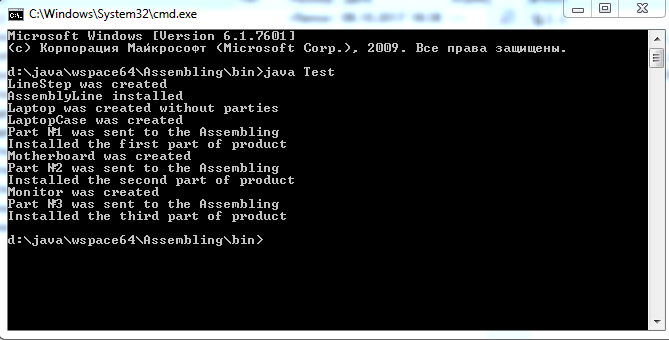 C:\Windows\System32\cmd.exe
Microsoft Windows [Version 6.1.7601]
(c) Корпорация Майкрософт (Microsoft Corp.), 2009. Все права защищены.
d:\java\wspace64\Assembling\bin>java Test
LineStep was created
AssemblyLine installed
Laptop was created without parties
LaptopCase was created
Part №1 was sent to the Assembling
Installed the first part of product
Motherboard was created
Part №2 was sent to the Assembling
Installed the second part of product
Monitor was created
Part №3 was sent to the Assembling
Installed the third part of product
d:\java\wspace64\Assembling\bin>